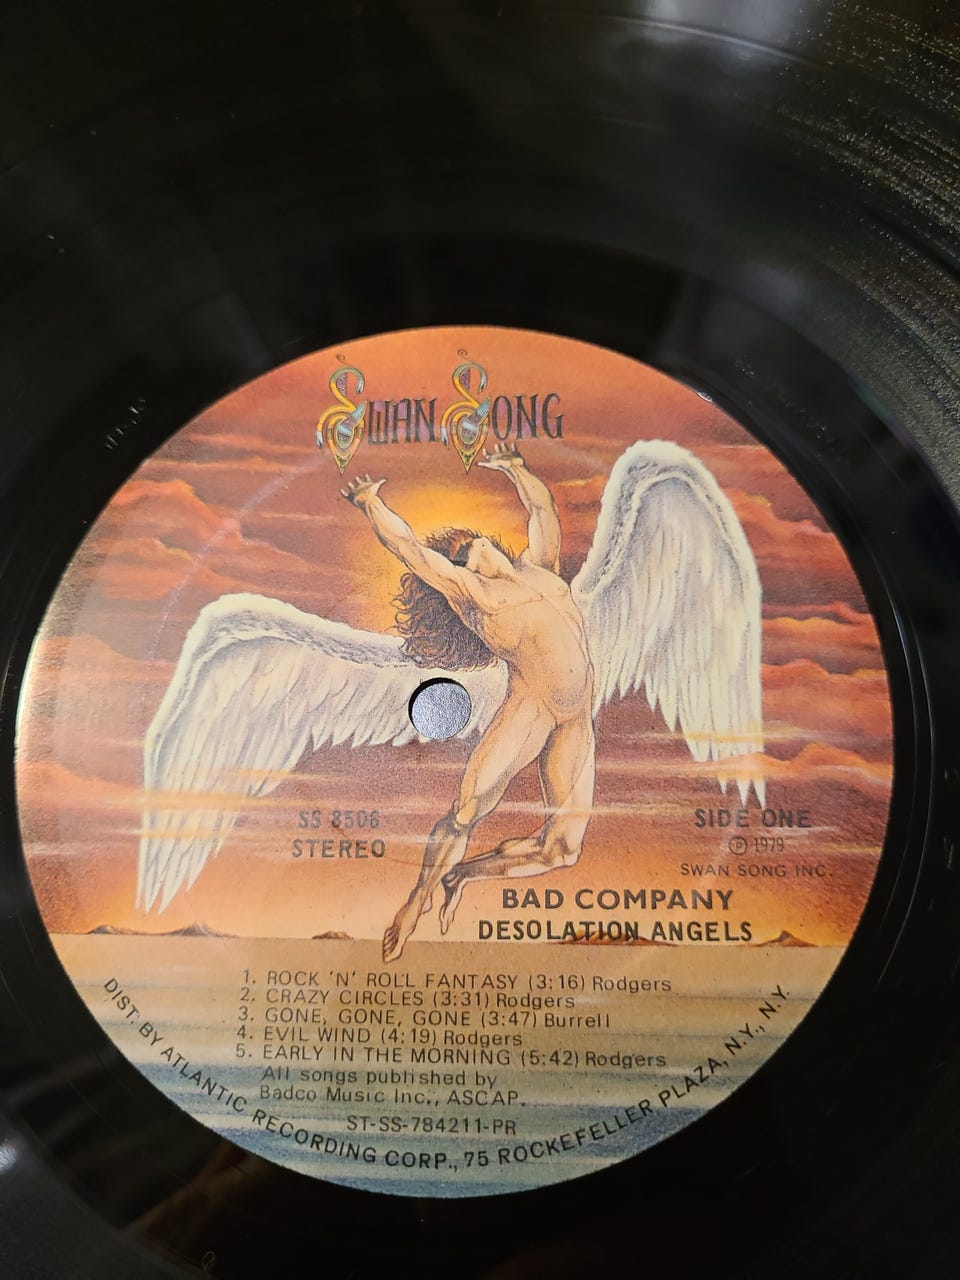 SWAN SONG
SS 8506
STEREO
SIDE ONE
Ⓟ 1979
SWAN SONG INC.
BAD COMPANY
DESOLATION ANGELS
1. ROCK 'N' ROLL FANTASY (3:16) Rodgers
2. CRAZY CIRCLES (3:31) Rodgers
3. GONE, GONE, GONE (3:47) Burrell
4. EVIL WIND (4:19) Rodgers
5. EARLY IN THE MORNING (5:42) Rodgers
All songs published by
Badco Music Inc., ASCAP.
ST-SS-784211-PR
DIST. BY ATLANTIC RECORDING CORP., 75 ROCKEFELLER PLAZA, N.Y., N.Y.